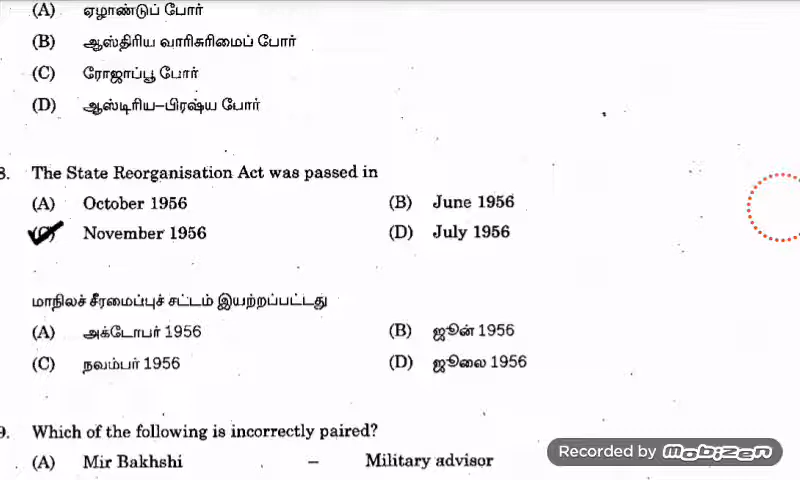 (A) ஏழாண்டுப் போர்
(B) ஆஸ்திரிய வாரிசுரிமைப் போர்
(C) ரோஜாப்பூ போர்
(D) ஆஸ்டிரிய–பிரஷ்ய போர்
8. The State Reorganisation Act was passed in
(A) October 1956 (B) June 1956
(C) November 1956 (D) July 1956
மாநிலச் சீரமைப்புச் சட்டம் இயற்றப்பட்டது
(A) அக்டோபர் 1956 (B) ஜூன் 1956
(C) நவம்பர் 1956 (D) ஜூலை 1956
9. Which of the following is incorrectly paired?
(A) Mir Bakhshi – Military advisor
Recorded by Mobizen